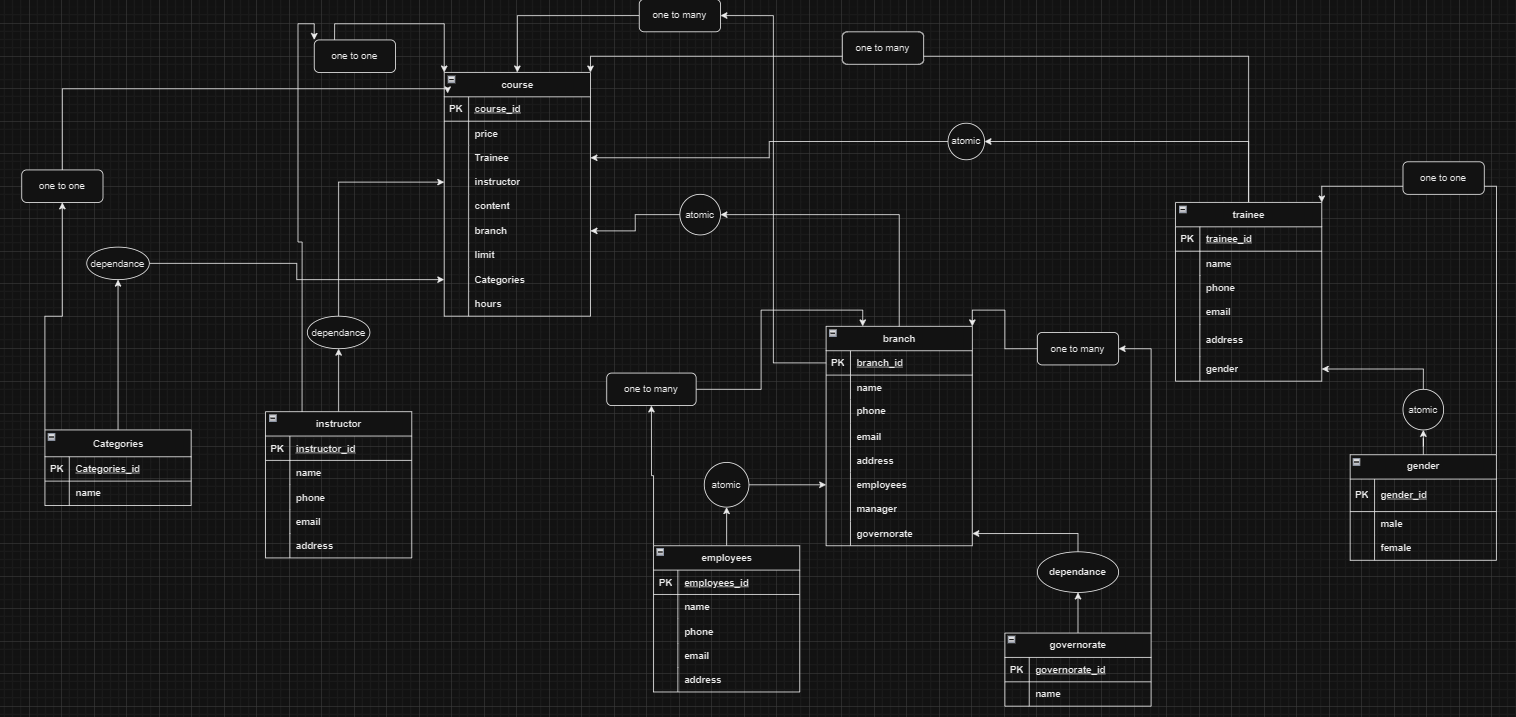 one to many
one to many
one to one
course
PK course_id
price
Trainee
instructor
content
branch
limit
Categories
hours
atomic
one to one
one to one
atomic
trainee
PK trainee_id
name
phone
email
address
gender
dependance
dependance
branch
PK branch_id
name
phone
email
address
employees
manager
governorate
one to many
one to many
atomic
instructor
PK instructor_id
name
phone
email
address
Categories
PK Categories_id
name
gender
PK gender_id
male
female
atomic
employees
PK employees_id
name
phone
email
address
dependance
governorate
PK governorate_id
name